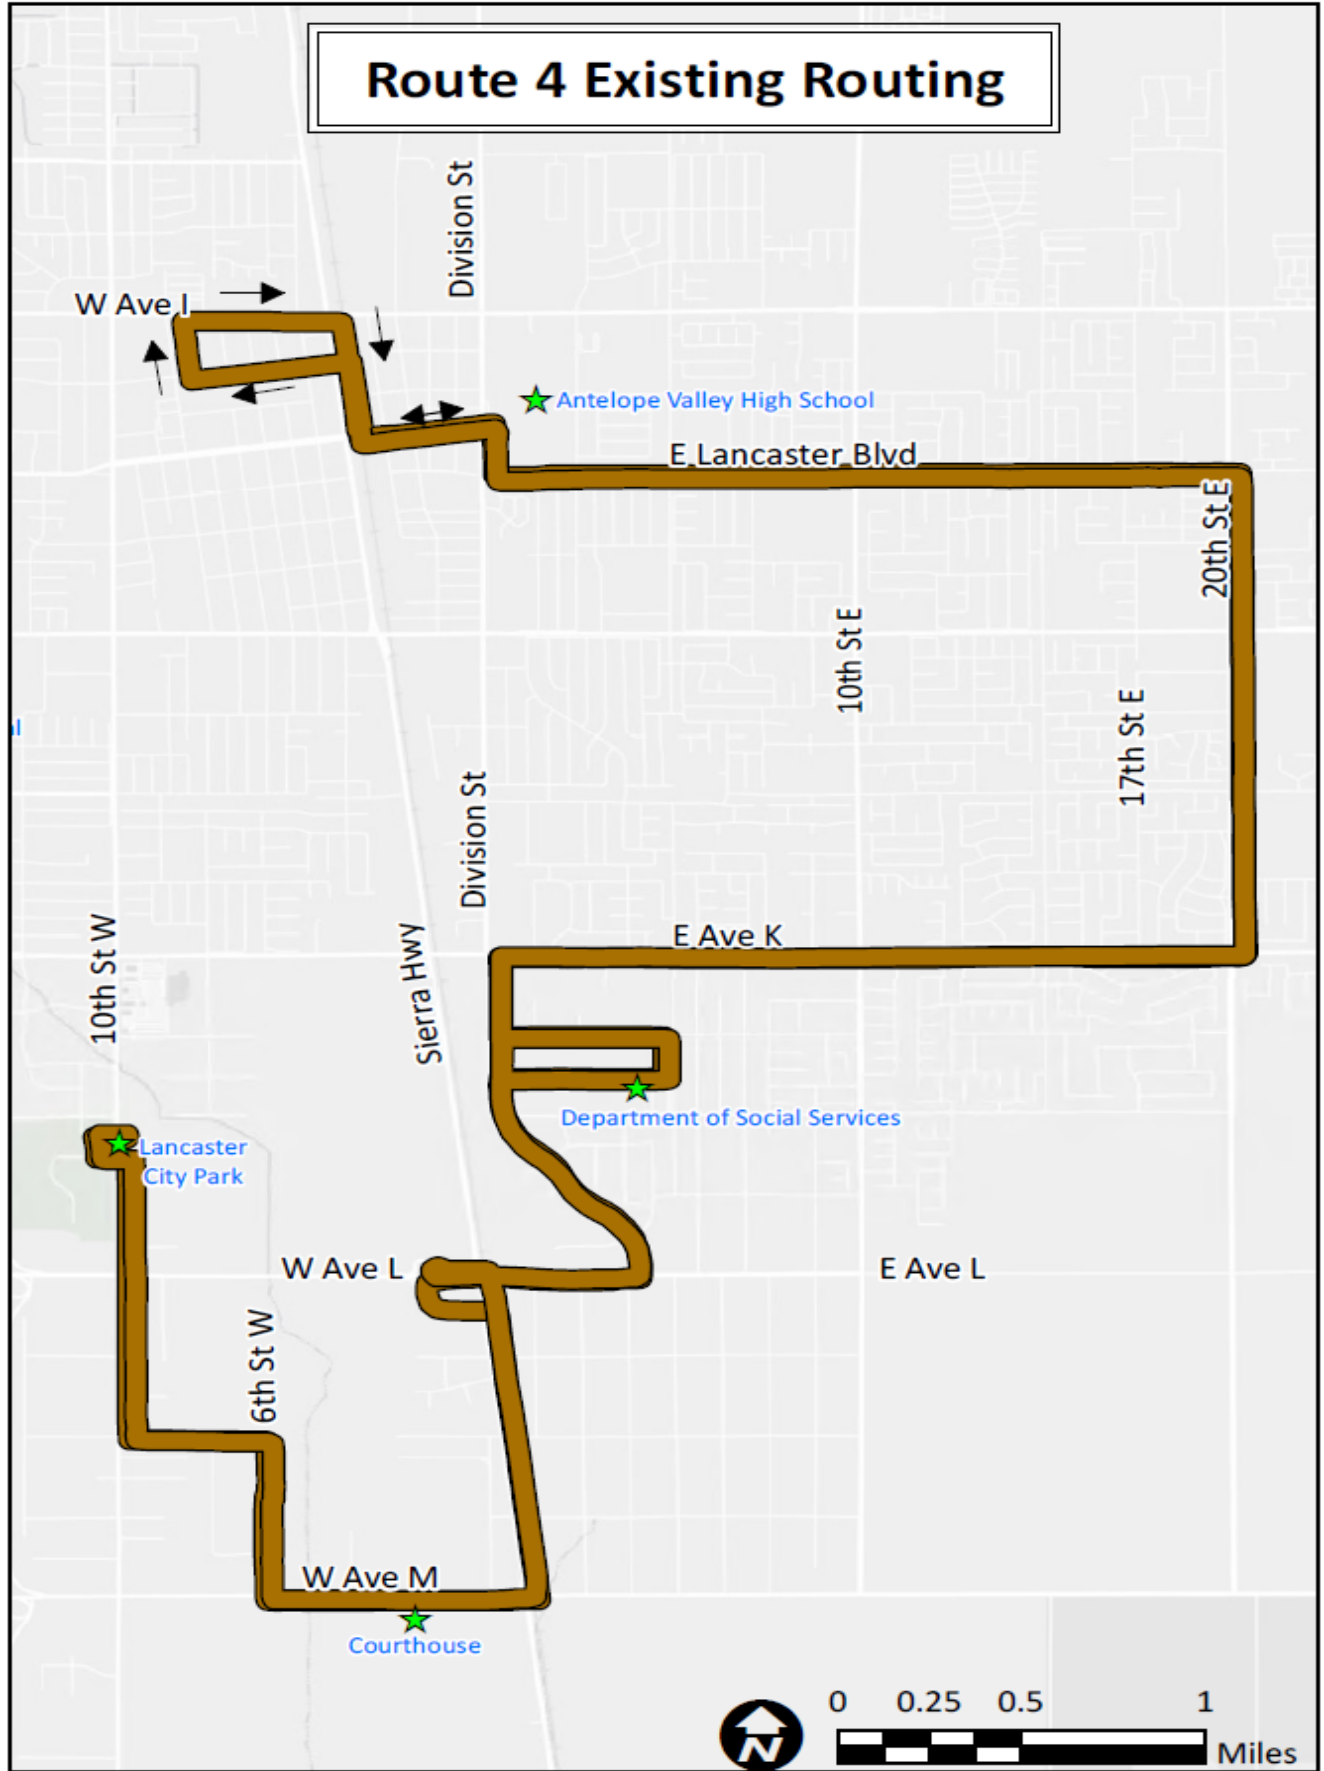 Route 4 Existing Routing
Division St
W Ave I
Antelope Valley High School
E Lancaster Blvd
20th St E
10th St E
17th St E
al
Division St
E Ave K
10th St W
Sierra Hwy
Department of Social Services
Lancaster
City Park
W Ave L
E Ave L
6th St W
W Ave M
Courthouse
N
0 0.25 0.5 1
Miles